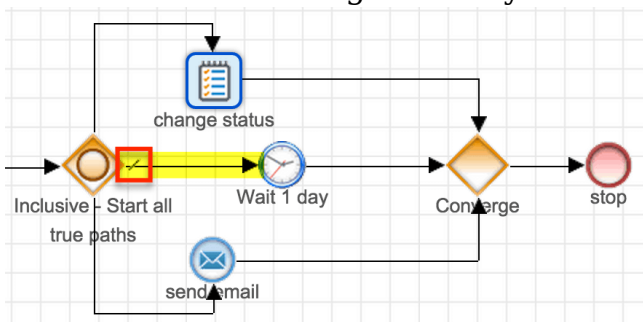 change status
Inclusive - Start all
true paths
Wait 1 day
Converge
stop
send email